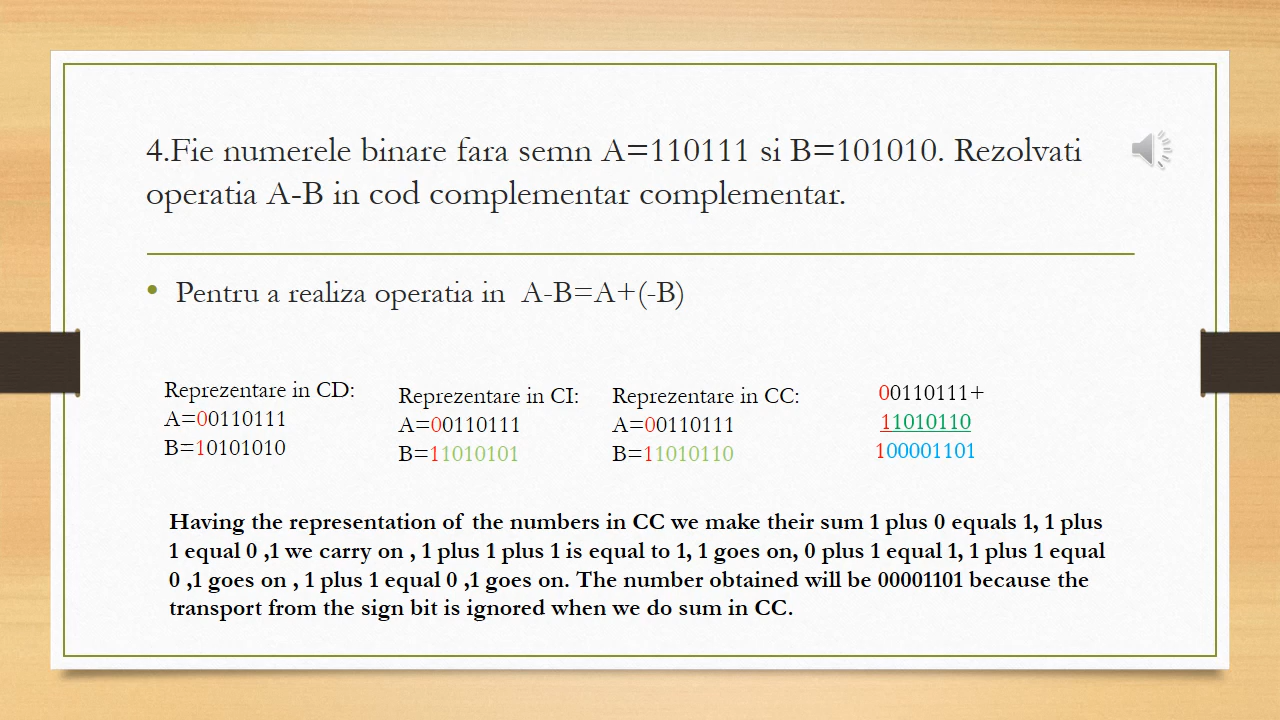 4.Fie numerele binare fara semn A=110111 si B=101010. Rezolvati
operatia A-B in cod complementar complementar.
• Pentru a realiza operatia in A-B=A+(-B)
Reprezentare in CD:
A=00110111
B=10101010
Reprezentare in CI:
A=00110111
B=11010101
Reprezentare in CC:
A=00110111
B=11010110
00110111+
11010110
100001101
Having the representation of the numbers in CC we make their sum 1 plus 0 equals 1, 1 plus
1 equal 0 ,1 we carry on , 1 plus 1 plus 1 is equal to 1, 1 goes on, 0 plus 1 equal 1, 1 plus 1 equal
0 ,1 goes on , 1 plus 1 equal 0 ,1 goes on. The number obtained will be 00001101 because the
transport from the sign bit is ignored when we do sum in CC.